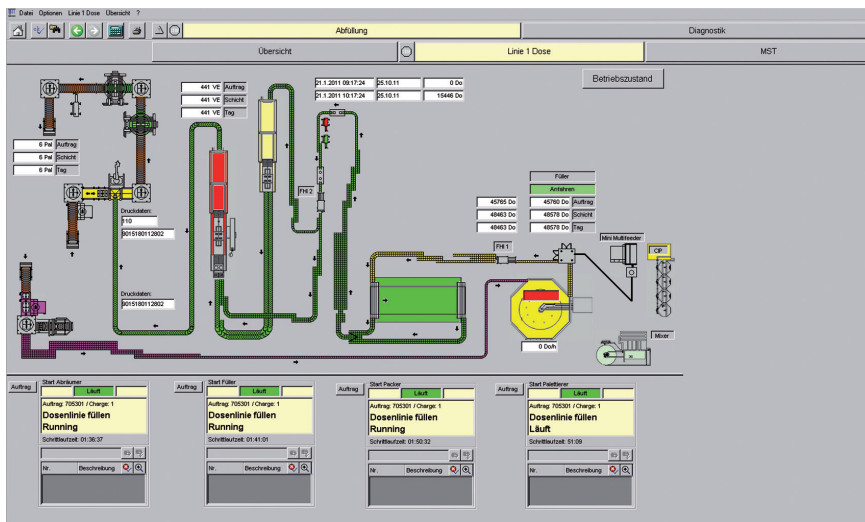 Datei Optionen Linie 1 Dose Übersicht ?
Abfüllung
Diagnostik
Übersicht
Linie 1 Dose
MST
Betriebszustand
441 VE Auftrag
441 VE Schicht
441 VE Tag
21.1.2011 09:17:24 25.10.11 0 Do
21.1.2011 10:17:24 25.10.11 15446 Do
6 Pal Auftrag
6 Pal Schicht
6 Pal Tag
FHI 2
Füller
Anfahren
45765 Do 45760 Do Auftrag
48463 Do 48578 Do Schicht
48463 Do 48578 Do Tag
Druckdaten:
110
8015180112802
Mini Multifeeder
CIP
FHI 1
Druckdaten:
8015180112802
Mixer
0 Do/h
Auftrag
Start Abräumer
Läuft
Auftrag: 705301 / Charge: 1
Dosenlinie füllen
Running
Schrittlaufzeit: 01:36:37
Nr. Beschreibung
Auftrag
Start Füller
Läuft
Auftrag: 705301 / Charge: 1
Dosenlinie füllen
Running
Schrittlaufzeit: 01:41:01
Nr. Beschreibung
Auftrag
Start Packer
Läuft
Auftrag: 705301 / Charge: 1
Dosenlinie füllen
Running
Schrittlaufzeit: 01:50:32
Nr. Beschreibung
Auftrag
Start Palettierer
Läuft
Auftrag: 705301 / Charge: 1
Dosenlinie füllen
Läuft
Schrittlaufzeit: 51:09
Nr. Beschreibung